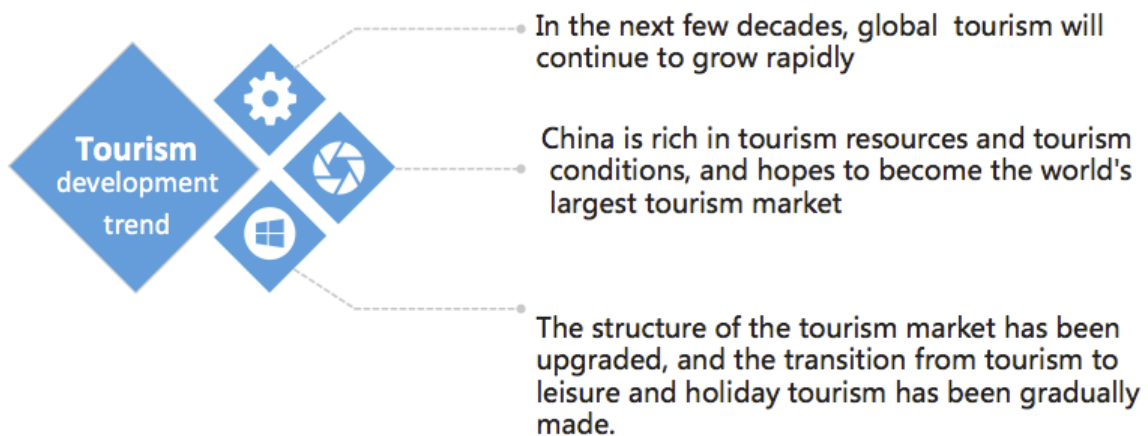 Tourism
development
trend
In the next few decades, global tourism will
continue to grow rapidly
China is rich in tourism resources and tourism
conditions, and hopes to become the world's
largest tourism market
The structure of the tourism market has been
upgraded, and the transition from tourism to
leisure and holiday tourism has been gradually
made.